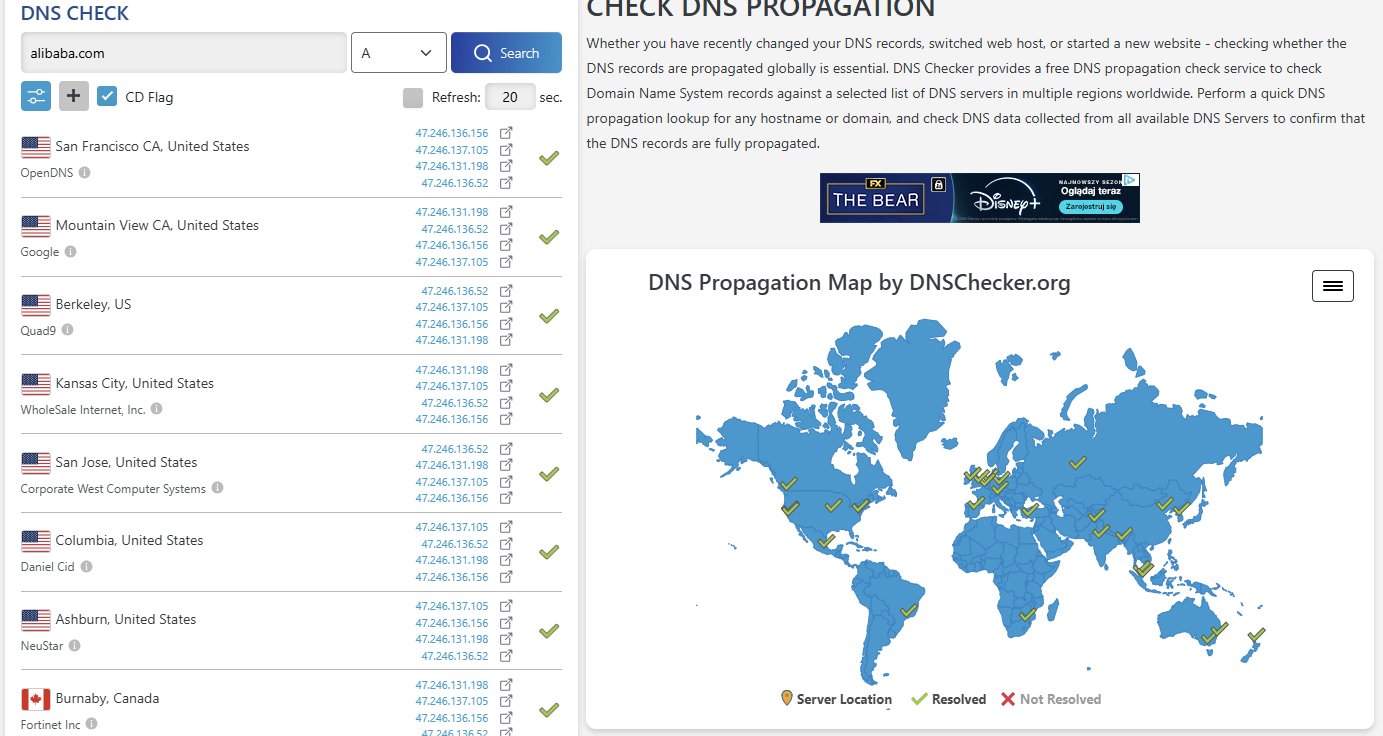 DNS CHECK
alibaba.com
A
Search
CD Flag
Refresh: 20 sec.
San Francisco CA, United States
OpenDNS
47.246.136.156
47.246.137.105
47.246.131.198
47.246.136.52
Mountain View CA, United States
Google
47.246.131.198
47.246.136.52
47.246.136.156
47.246.137.105
Berkeley, US
Quad9
47.246.136.52
47.246.137.105
47.246.136.156
47.246.131.198
Kansas City, United States
WholeSale Internet, Inc.
47.246.131.198
47.246.137.105
47.246.136.52
47.246.136.156
San Jose, United States
Corporate West Computer Systems
47.246.136.52
47.246.131.198
47.246.137.105
47.246.136.156
Columbia, United States
Daniel Cid
47.246.137.105
47.246.136.52
47.246.131.198
47.246.136.156
Ashburn, United States
NeuStar
47.246.137.105
47.246.136.156
47.246.131.198
47.246.136.52
Burnaby, Canada
Fortinet Inc
47.246.131.198
47.246.137.105
47.246.136.156
47.246.136.52
CHECK DNS PROPAGATION
Whether you have recently changed your DNS records, switched web host, or started a new website - checking whether the
DNS records are propagated globally is essential. DNS Checker provides a free DNS propagation check service to check
Domain Name System records against a selected list of DNS servers in multiple regions worldwide. Perform a quick DNS
propagation lookup for any hostname or domain, and check DNS data collected from all available DNS Servers to confirm that
the DNS records are fully propagated.
FX
THE BEAR
Disney+
NAJNOWSZY SEZON
Oglądaj teraz
Zarejestruj się
DNS Propagation Map by DNSChecker.org
Server Location
Resolved
Not Resolved